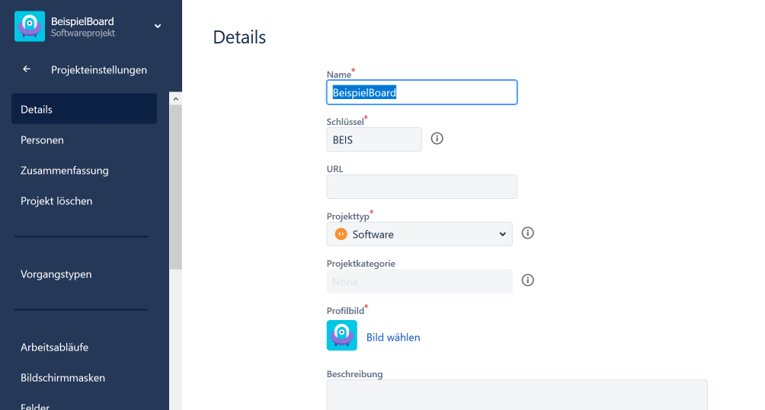 BeispielBoard
Softwareprojekt
Projekteinstellungen
Details
Personen
Zusammenfassung
Projekt löschen
Vorgangstypen
Arbeitsabläufe
Bildschirmmasken
Felder
Details
Name*
BeispielBoard
Schlüssel*
BEIS
URL
Projekttyp*
Software
Projektkategorie
None
Profilbild*
Bild wählen
Beschreibung